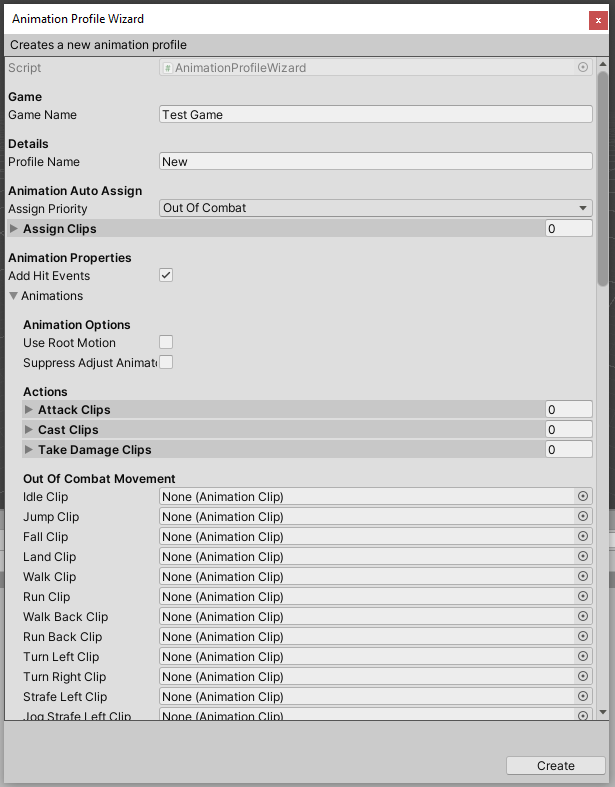 Animation Profile Wizard
x
Creates a new animation profile
Script # AnimationProfileWizard
Game
Game Name Test Game
Details
Profile Name New
Animation Auto Assign
Assign Priority Out Of Combat
Assign Clips 0
Animation Properties
Add Hit Events
Animations
Animation Options
Use Root Motion
Suppress Adjust Animat
Actions
Attack Clips 0
Cast Clips 0
Take Damage Clips 0
Out Of Combat Movement
Idle Clip None (Animation Clip)
Jump Clip None (Animation Clip)
Fall Clip None (Animation Clip)
Land Clip None (Animation Clip)
Walk Clip None (Animation Clip)
Run Clip None (Animation Clip)
Walk Back Clip None (Animation Clip)
Run Back Clip None (Animation Clip)
Turn Left Clip None (Animation Clip)
Turn Right Clip None (Animation Clip)
Strafe Left Clip None (Animation Clip)
Jog Strafe Left Clip None (Animation Clip)
Create